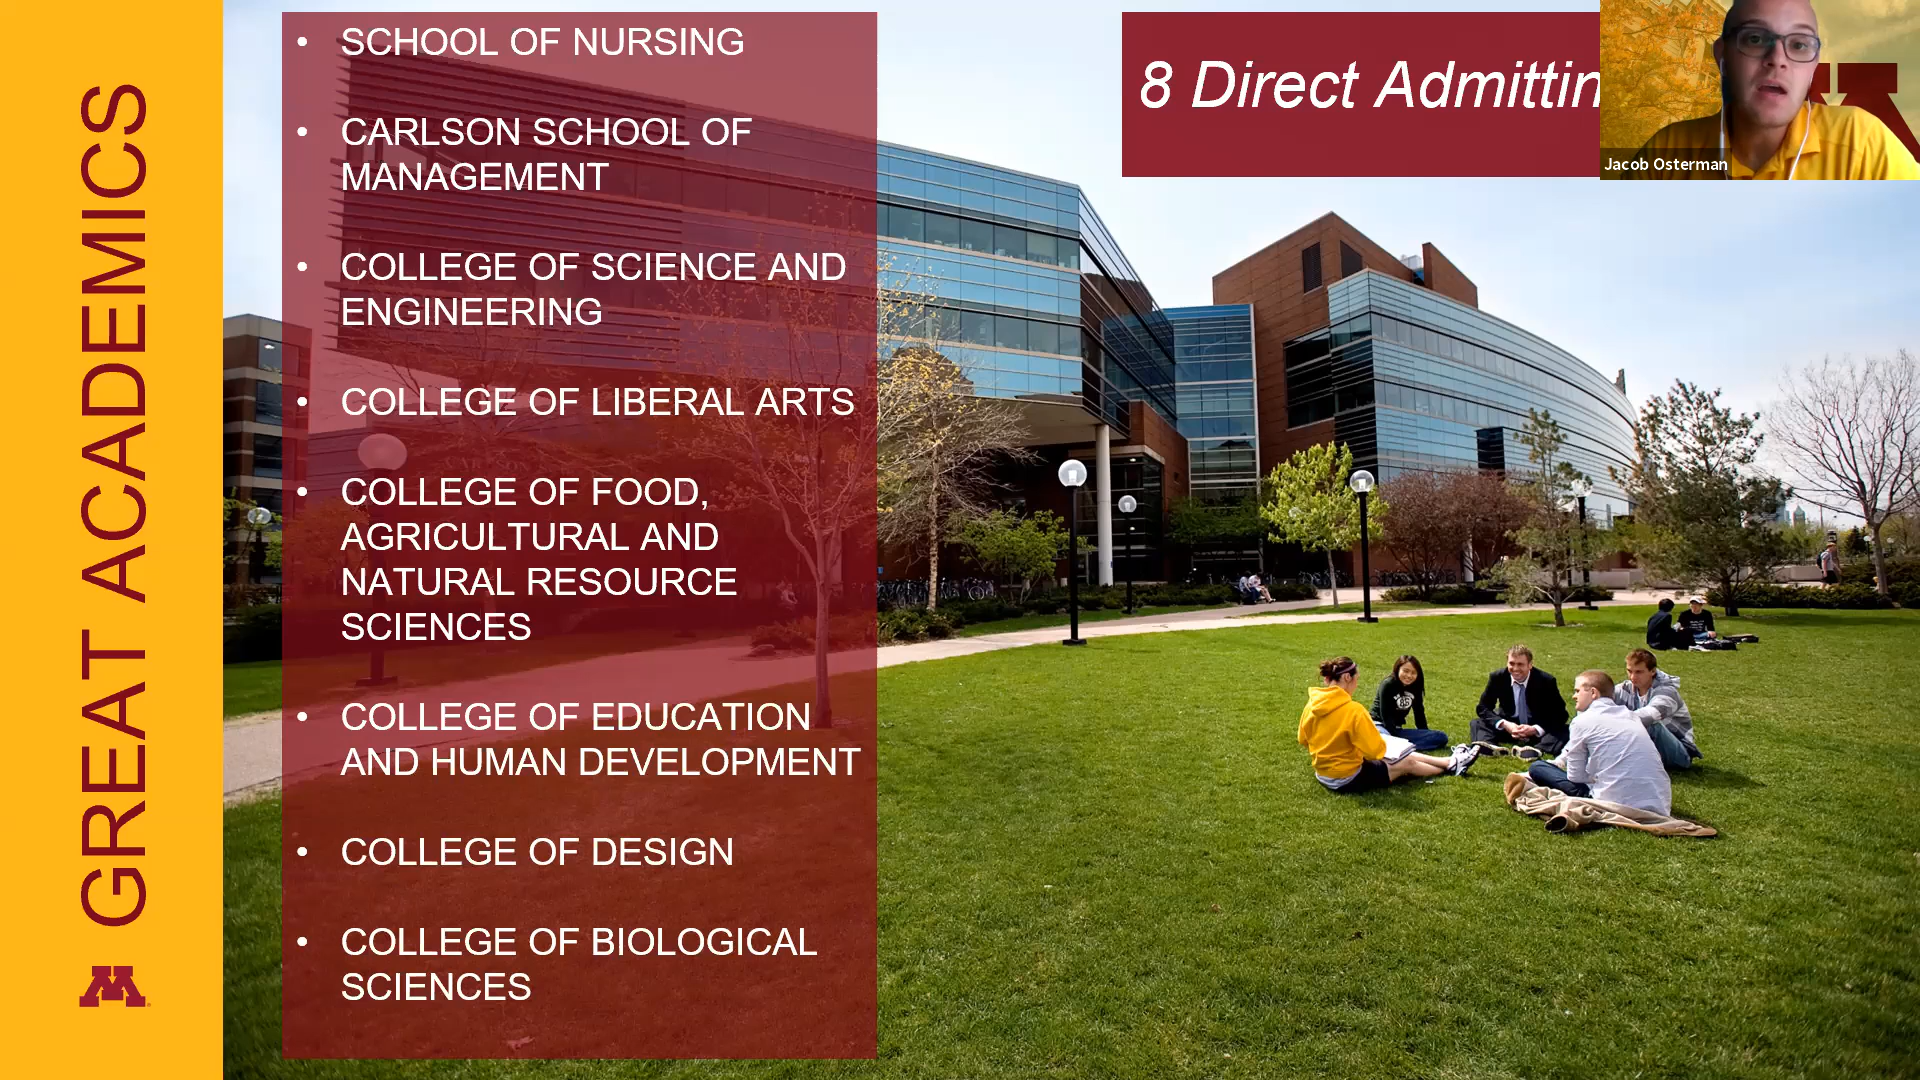 GREAT ACADEMICS
• SCHOOL OF NURSING
• CARLSON SCHOOL OF
MANAGEMENT
• COLLEGE OF SCIENCE AND
ENGINEERING
• COLLEGE OF LIBERAL ARTS
• COLLEGE OF FOOD,
AGRICULTURAL AND
NATURAL RESOURCE
SCIENCES
• COLLEGE OF EDUCATION
AND HUMAN DEVELOPMENT
• COLLEGE OF DESIGN
• COLLEGE OF BIOLOGICAL
SCIENCES
8 Direct Admittin
Jacob Osterman
M